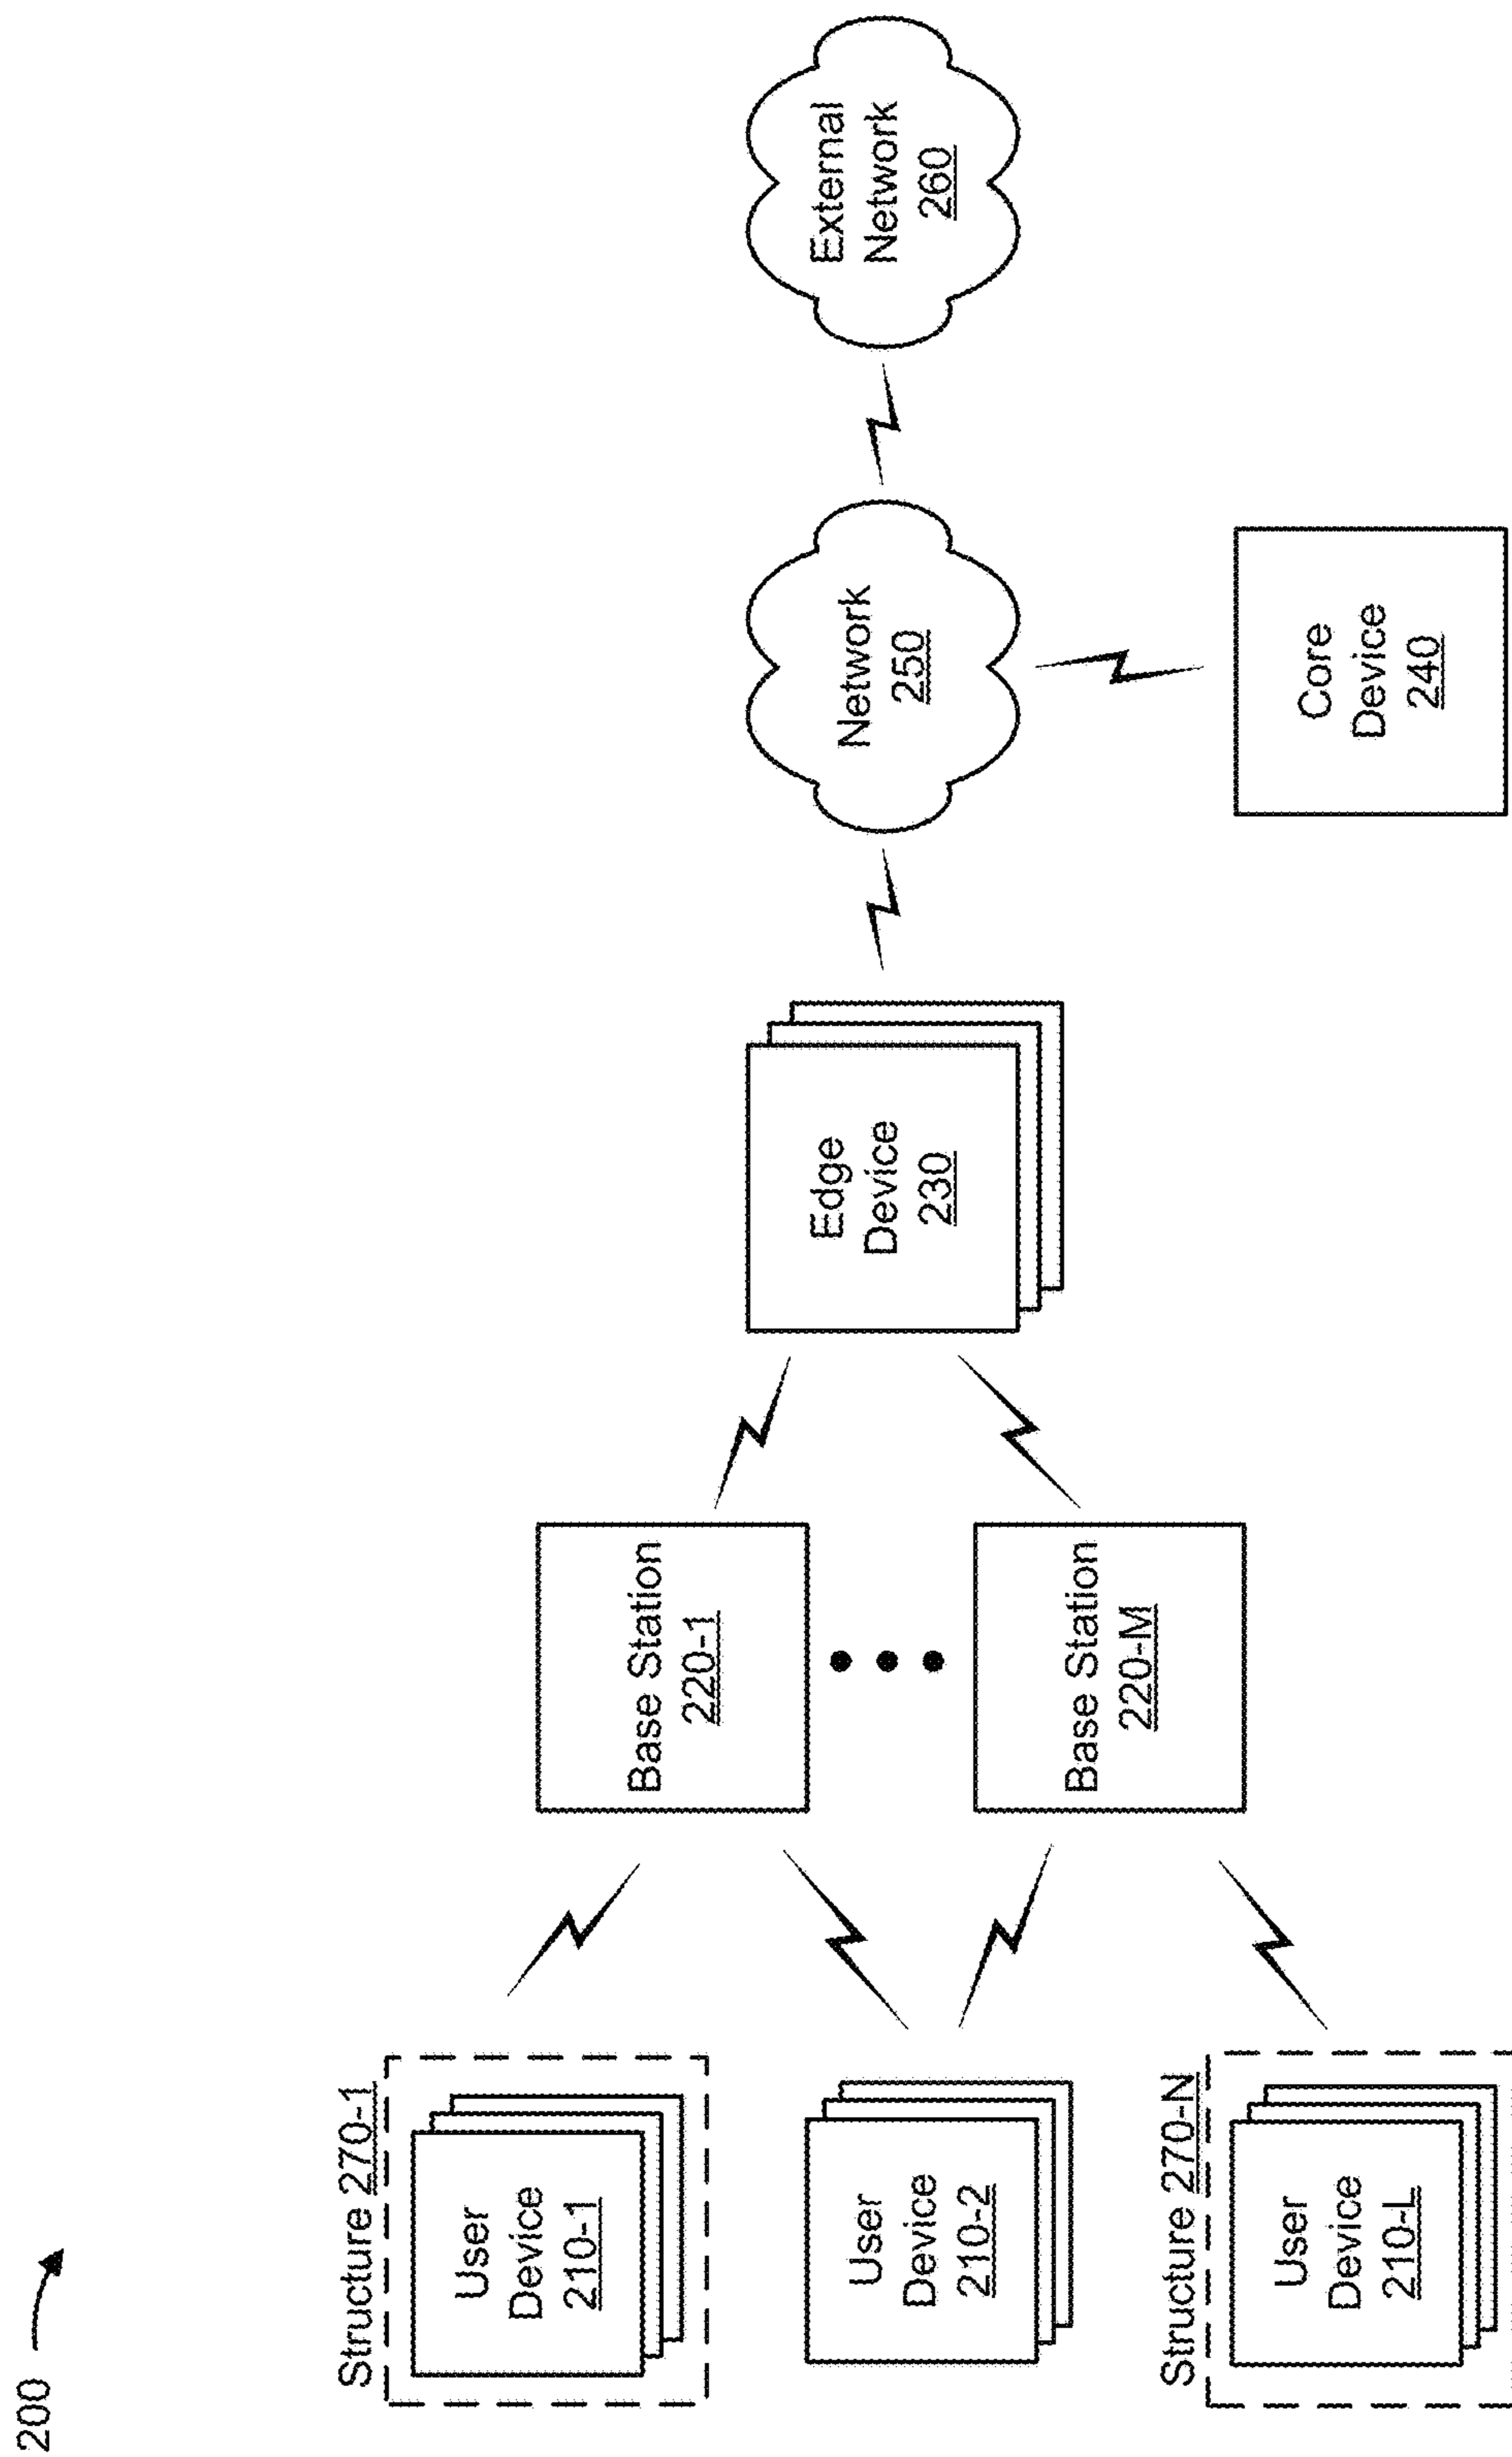 200
Structure 270-1
User
Device
210-1
User
Device
210-2
Structure 270-N
User
Device
210-L
Base Station
220-1
Base Station
220-M
Edge
Device
230
Network
250
Core
Device
240
External
Network
260